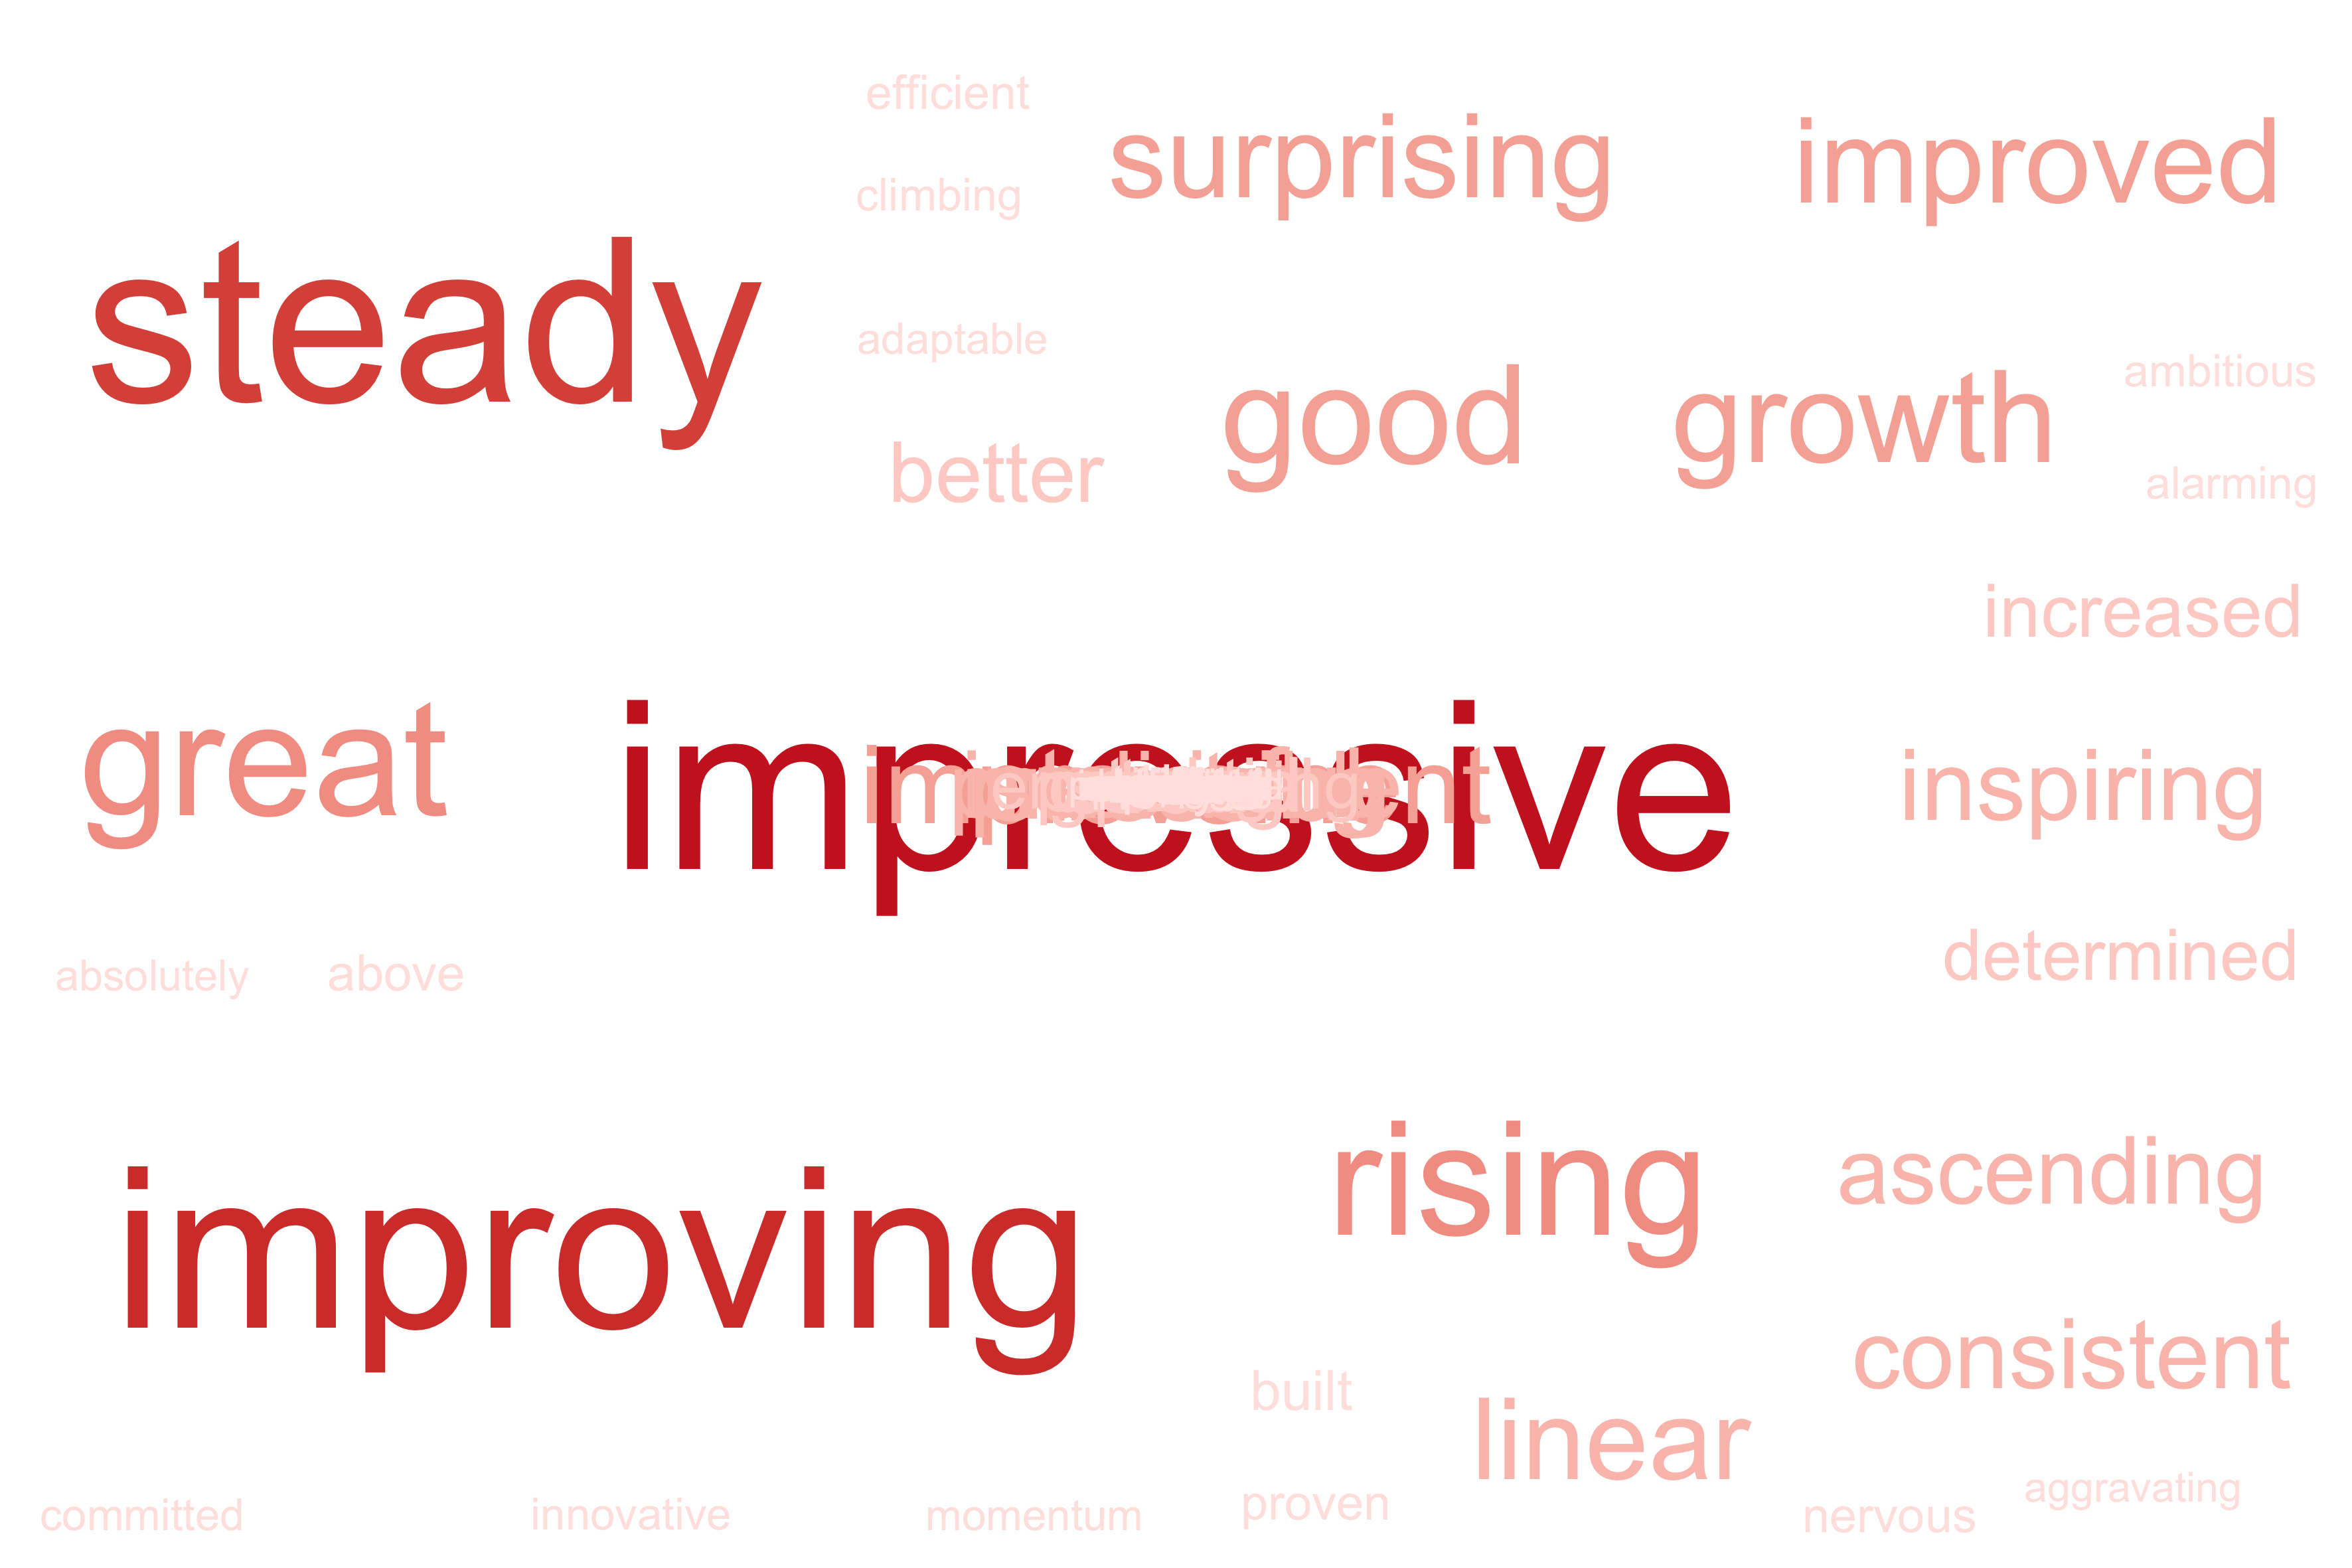 efficient
surprising
improved
climbing
steady
adaptable
good
growth
ambitious
better
alarming
increased
great
impressive
inspiring
determined
absolutely
above
rising
ascending
improving
consistent
built
linear
committed
innovative
momentum
proven
nervous
aggravating